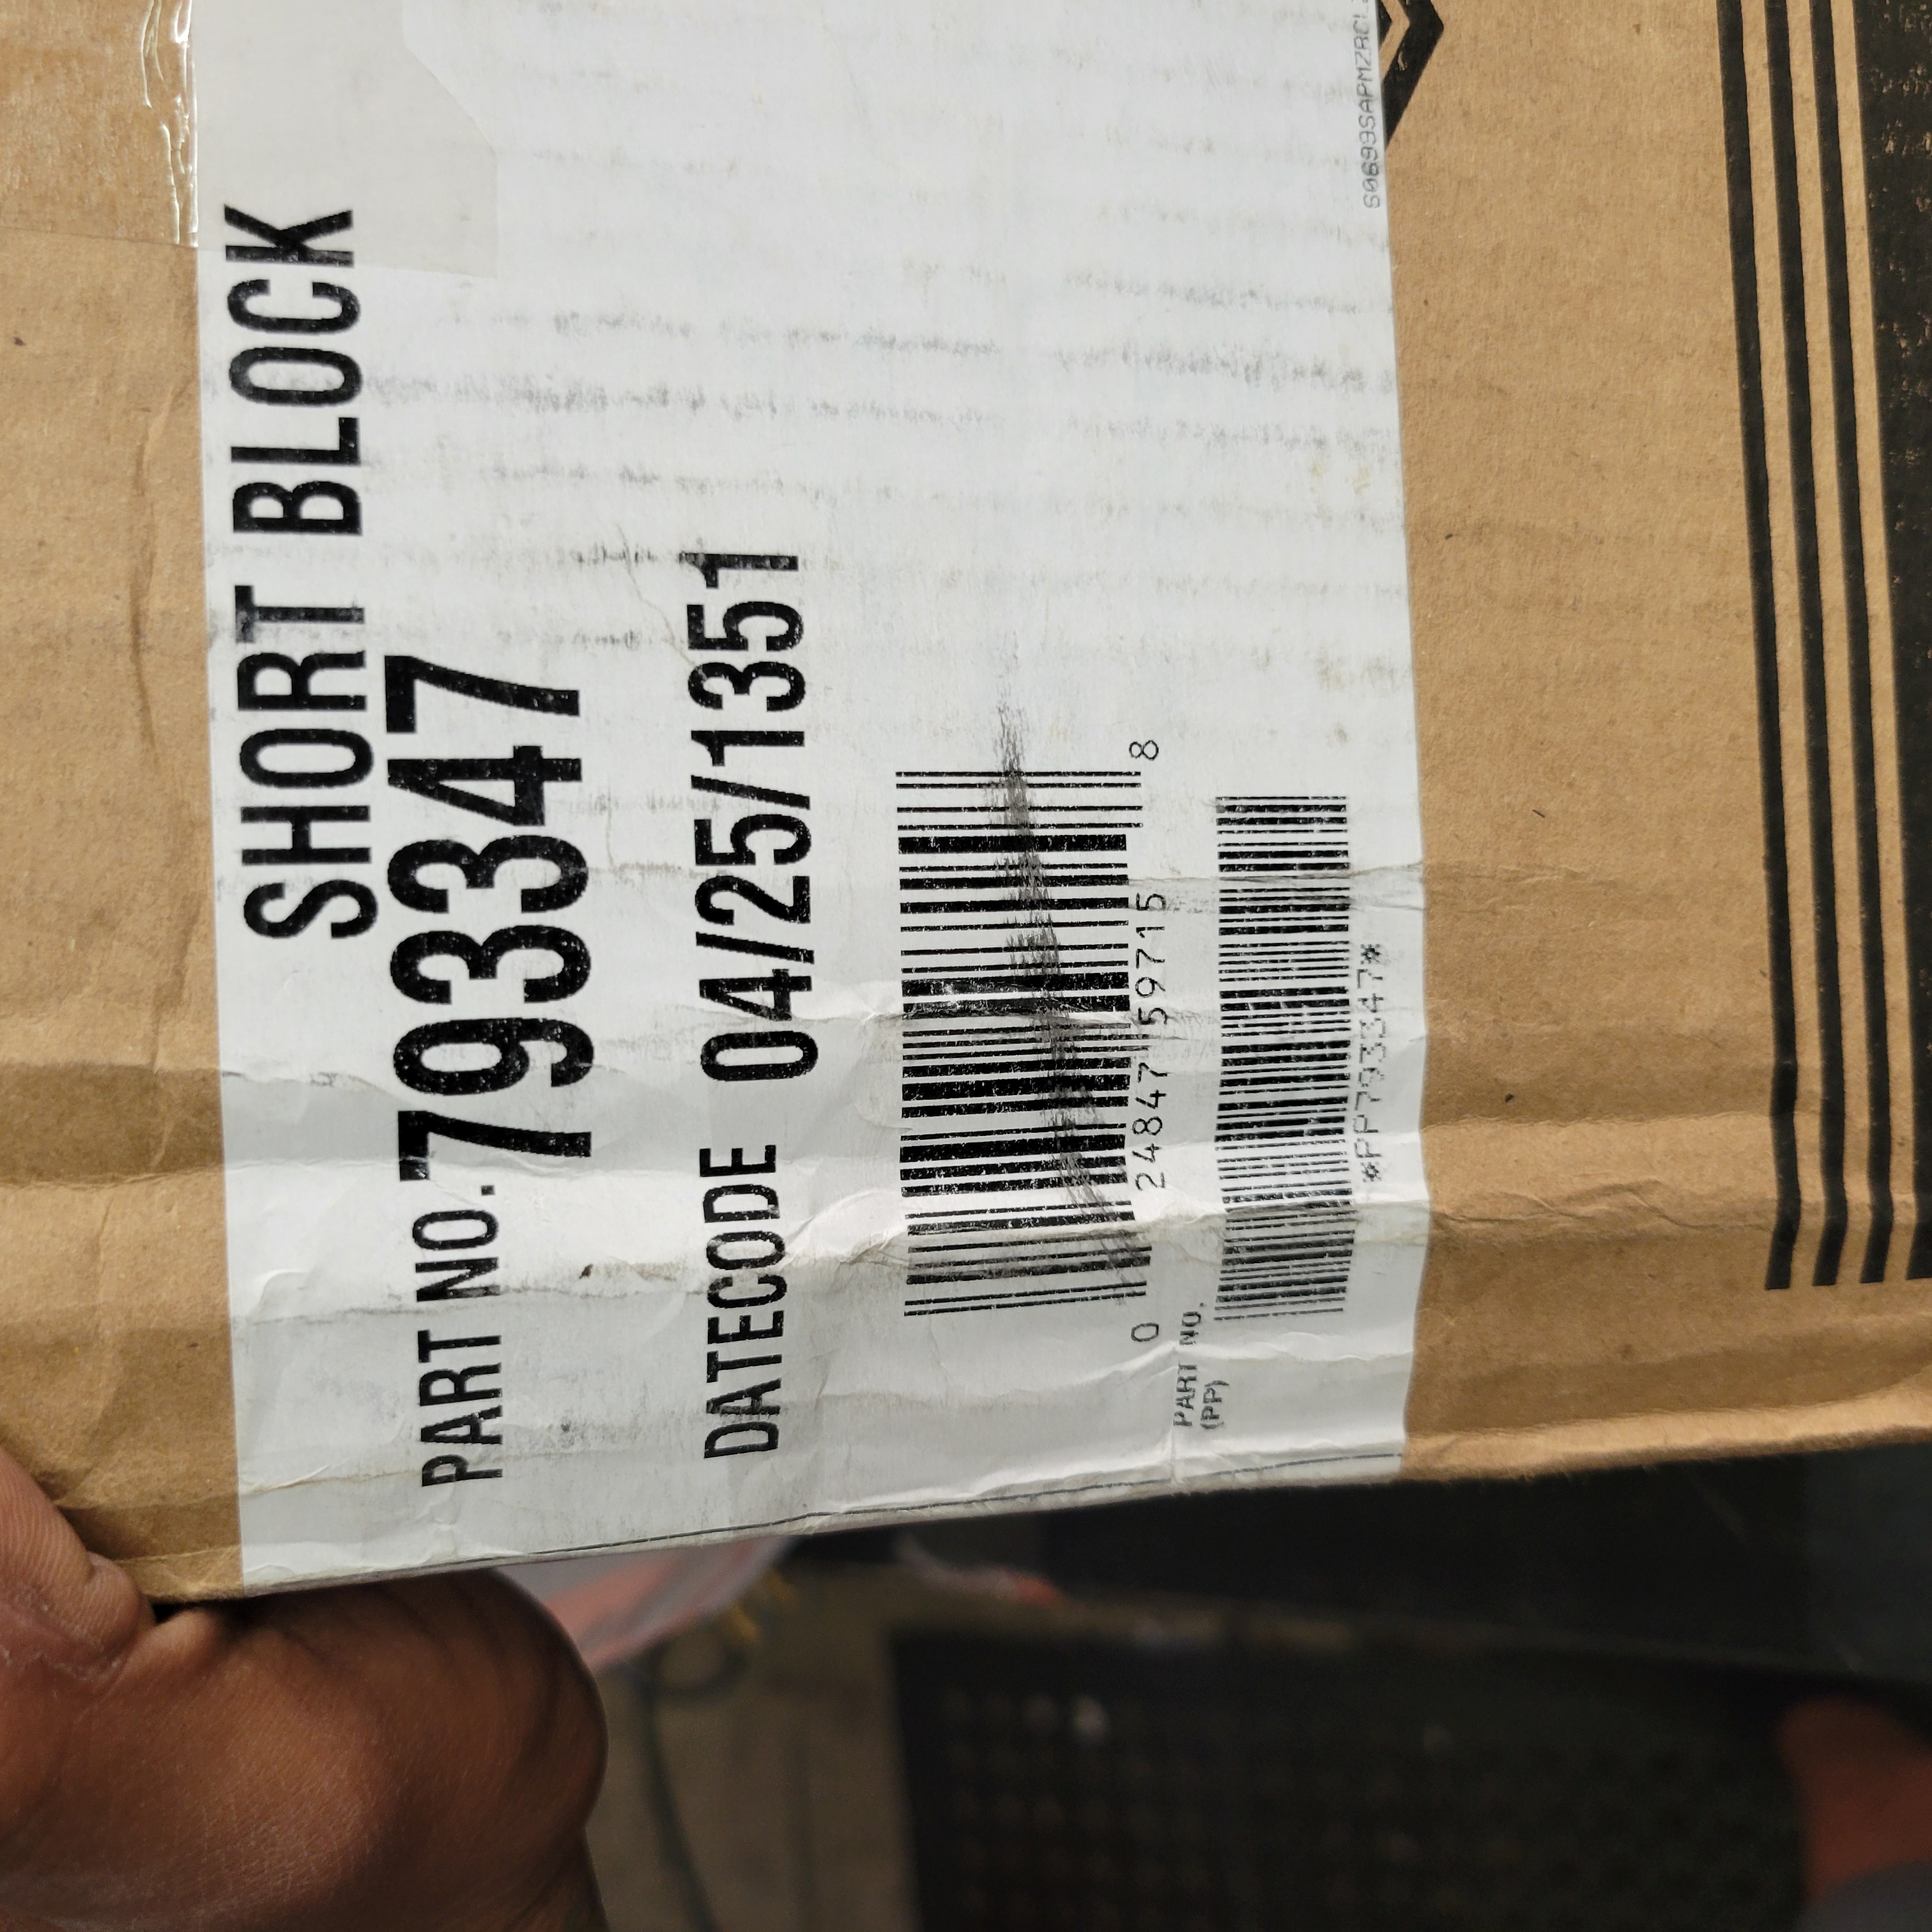 SHORT BLOCK
PART NO. 793347
DATECODE 04/25/1351
0 24847 59715 8
PART NO.
(PP)
*PP793347*